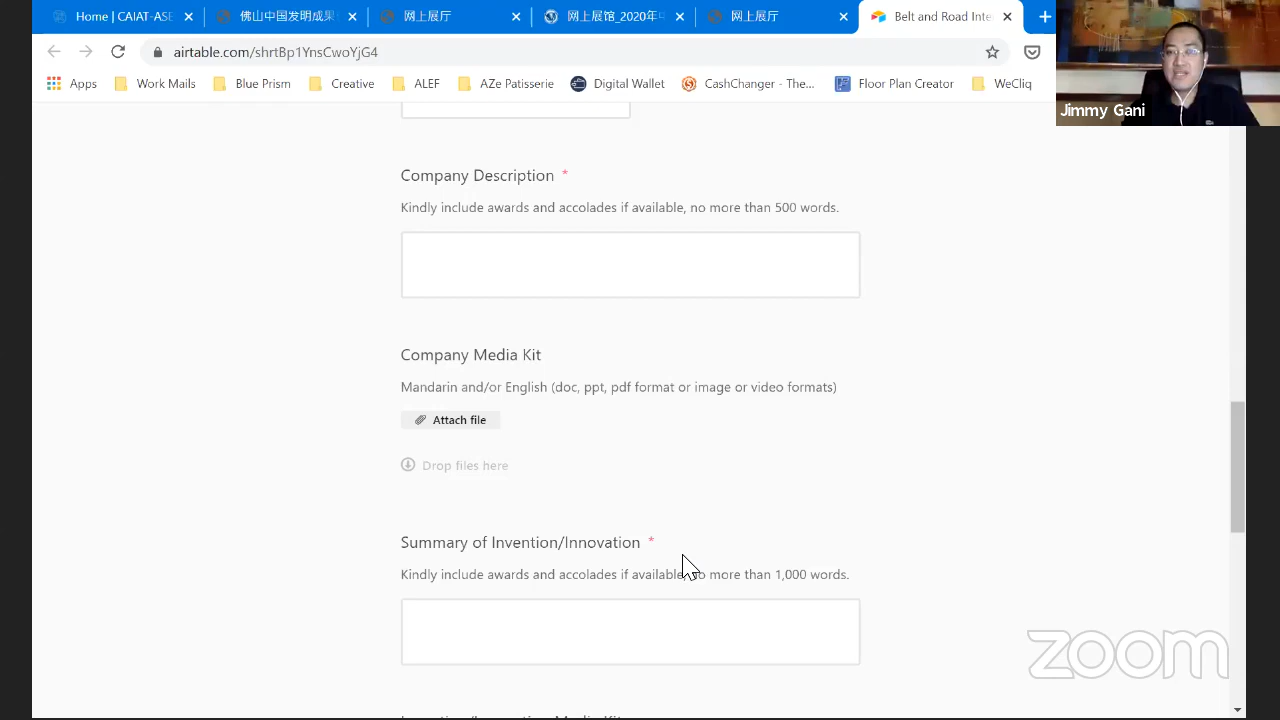 Home | CAIAT-ASE
佛山中国发明成果
网上展厅
网上展馆_2020年中
网上展厅
Belt and Road Inte
airtable.com/shrtBp1YnsCwoYjG4
Apps
Work Mails
Blue Prism
Creative
ALEF
AZe Patisserie
Digital Wallet
CashChanger - The...
Floor Plan Creator
WeCliq
Jimmy Gani
Company Description *
Kindly include awards and accolades if available, no more than 500 words.
Company Media Kit
Mandarin and/or English (doc, ppt, pdf format or image or video formats)
Attach file
Drop files here
Summary of Invention/Innovation *
Kindly include awards and accolades if available, no more than 1,000 words.
zoom